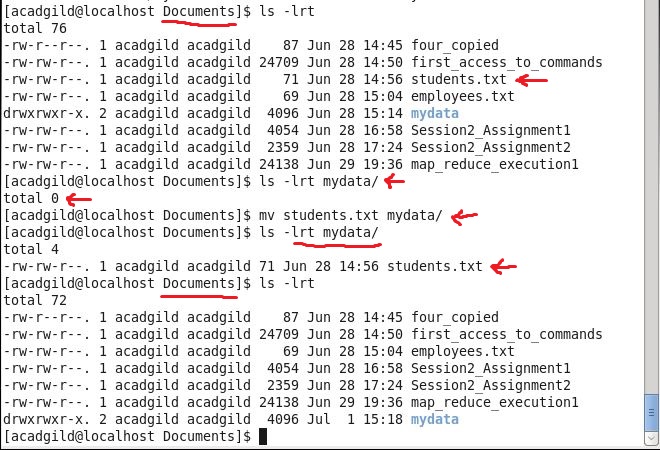 [acadgild@localhost Documents]$ ls -lrt
total 76
-rw-r--r--. 1 acadgild acadgild    87 Jun 28 14:45 four_copied
-rw-rw-r--. 1 acadgild acadgild 24709 Jun 28 14:50 first_access_to_commands
-rw-rw-r--. 1 acadgild acadgild    71 Jun 28 14:56 students.txt
-rw-rw-r--. 1 acadgild acadgild    69 Jun 28 15:04 employees.txt
drwxrwxr-x. 2 acadgild acadgild  4096 Jun 28 15:14 mydata
-rw-rw-r--. 1 acadgild acadgild  4054 Jun 28 16:58 Session2_Assignment1
-rw-rw-r--. 1 acadgild acadgild  2359 Jun 28 17:24 Session2_Assignment2
-rw-rw-r--. 1 acadgild acadgild 24138 Jun 29 19:36 map_reduce_execution1
[acadgild@localhost Documents]$ ls -lrt mydata/
total 0
[acadgild@localhost Documents]$ mv students.txt mydata/
[acadgild@localhost Documents]$ ls -lrt mydata/
total 4
-rw-rw-r--. 1 acadgild acadgild 71 Jun 28 14:56 students.txt
[acadgild@localhost Documents]$ ls -lrt
total 72
-rw-r--r--. 1 acadgild acadgild    87 Jun 28 14:45 four_copied
-rw-rw-r--. 1 acadgild acadgild 24709 Jun 28 14:50 first_access_to_commands
-rw-rw-r--. 1 acadgild acadgild    69 Jun 28 15:04 employees.txt
-rw-rw-r--. 1 acadgild acadgild  4054 Jun 28 16:58 Session2_Assignment1
-rw-rw-r--. 1 acadgild acadgild  2359 Jun 28 17:24 Session2_Assignment2
-rw-rw-r--. 1 acadgild acadgild 24138 Jun 29 19:36 map_reduce_execution1
drwxrwxr-x. 2 acadgild acadgild  4096 Jul  1 15:18 mydata
[acadgild@localhost Documents]$